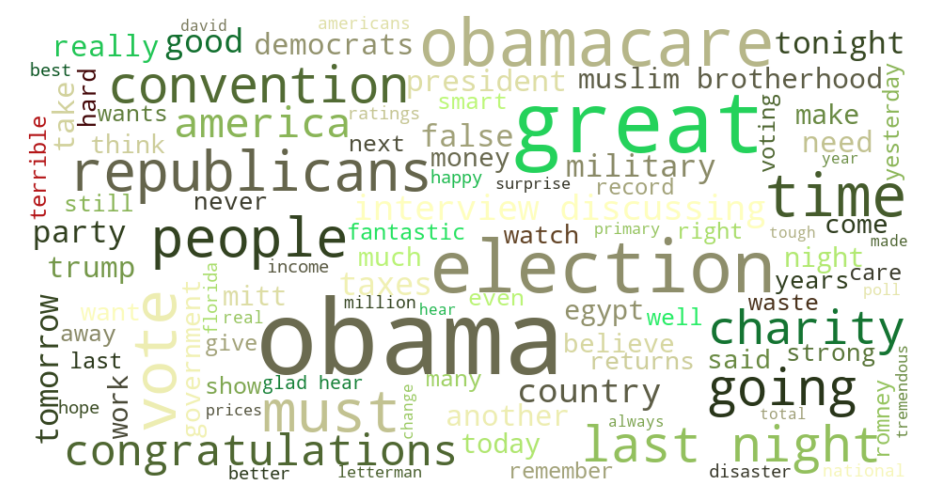 david americans
really good democrats obamacare tonight
best hard take convention president muslim brotherhood yesterday
wants smart great voting make
terrible america ratings false need
think next money military year
republicans happy surprise record time
still never interview discussing
party people fantastic watch primary right tough come made
trump income much election night years care
taxes
tomorrow want vote government florida mitt million hear even egypt well waste poll
away real obama believe charity
last work give returns said strong
show glad hear many country going romney tremendous
hope prices must change another always total
congratulations today last night
better letterman remember disaster national